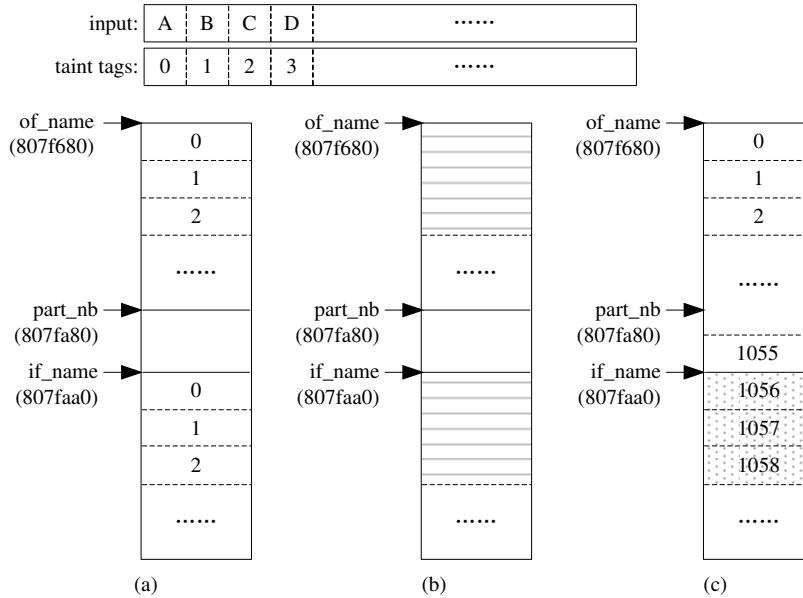 input: A B C D ……
taint tags: 0 1 2 3 ……
of_name
(807f680)
0
1
2
……
part_nb
(807fa80)
if_name
(807faa0)
0
1
2
……
(a)
of_name
(807f680)
……
part_nb
(807fa80)
if_name
(807faa0)
……
(b)
of_name
(807f680)
0
1
2
……
part_nb
(807fa80)
1055
if_name
(807faa0)
1056
1057
1058
……
(c)